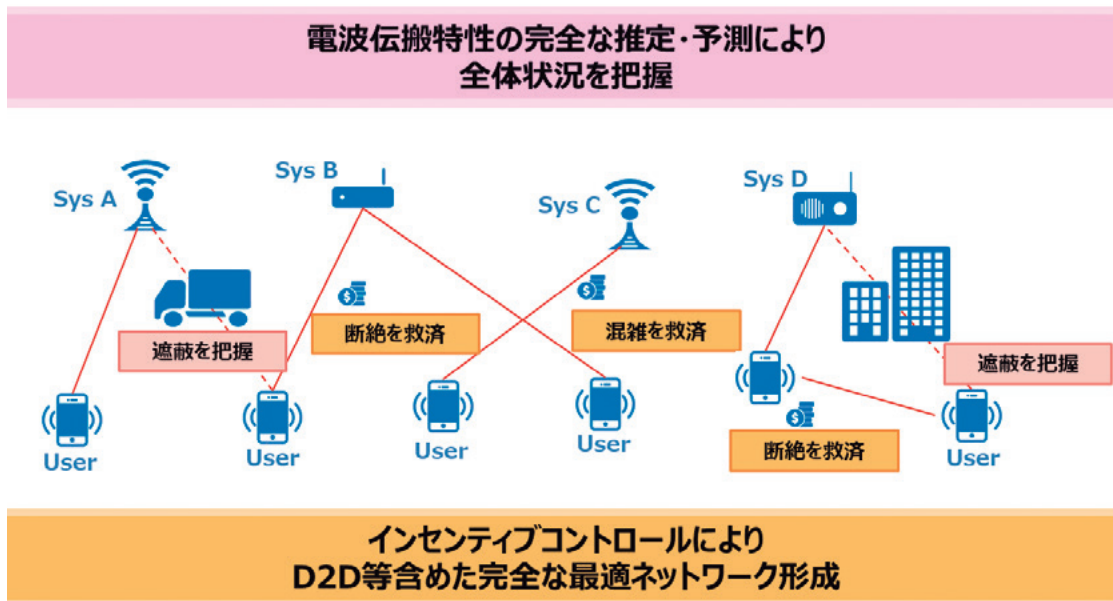 電波伝搬特性の完全な推定・予測により
全体状況を把握
Sys A
Sys B
Sys C
Sys D
遮蔽を把握
断絶を救済
混雑を救済
遮蔽を把握
断絶を救済
User
User
User
User
User
インセンティブコントロールにより
D2D等含めた完全な最適ネットワーク形成